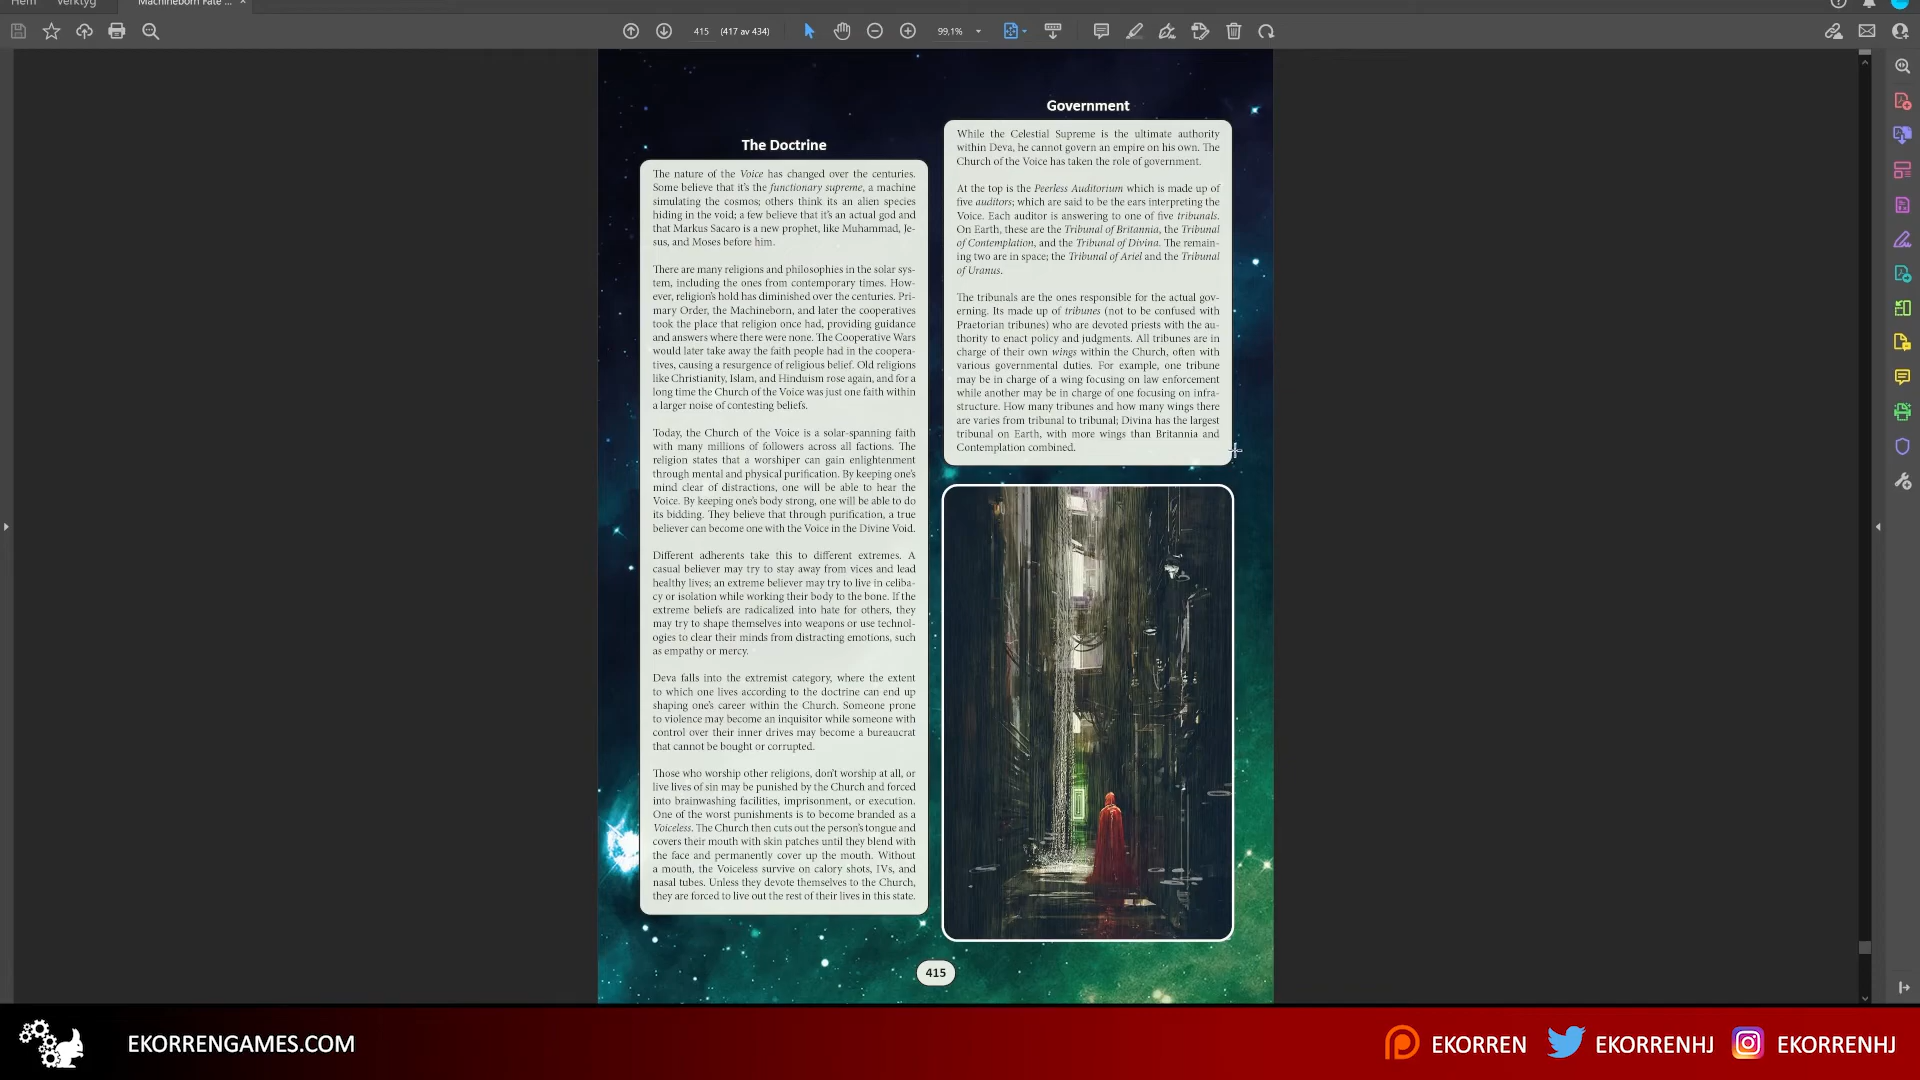 Hem
Verktyg
Machineborn Fate ...
×
415
(417 av 434)
99,1%
The Doctrine
The nature of the Voice has changed over the centuries.
Some believe that it's the functionary supreme, a machine
simulating the cosmos; others think its an alien species
hiding in the void; a few believe that it's an actual god and
that Markus Sacaro is a new prophet, like Muhammad, Je-
sus, and Moses before him.
There are many religions and philosophies in the solar sys-
tem, including the ones from contemporary times. How-
ever, religion's hold has diminished over the centuries. Pri-
mary Order, the Machineborn, and later the cooperatives
took the place that religion once had, providing guidance
and answers where there were none. The Cooperative Wars
would later take away the faith people had in the coopera-
tives, causing a resurgence of religious belief. Old religions
like Christianity, Islam, and Hinduism rose again, and for a
long time the Church of the Voice was just one faith within
a larger noise of contesting beliefs.
Today, the Church of the Voice is a solar-spanning faith
with many millions of followers across all factions. The
religion states that a worshiper can gain enlightenment
through mental and physical purification. By keeping one's
mind clear of distractions, one will be able to hear the
Voice. By keeping one's body strong, one will be able to do
its bidding. They believe that through purification, a true
believer can become one with the Voice in the Divine Void.
Different adherents take this to different extremes. A
casual believer may try to stay away from vices and lead
healthy lives; an extreme believer may try to live in celiba-
cy or isolation while working their body to the bone. If the
extreme beliefs are radicalized into hate for others, they
may try to shape themselves into weapons or use technol-
ogies to clear their minds from distracting emotions, such
as empathy or mercy.
Deva falls into the extremist category, where the extent
to which one lives according to the doctrine can end up
shaping one's career within the Church. Someone prone
to violence may become an inquisitor while someone with
control over their inner drives may become a bureaucrat
that cannot be bought or corrupted.
Those who worship other religions, don't worship at all, or
live lives of sin may be punished by the Church and forced
into brainwashing facilities, imprisonment, or execution.
One of the worst punishments is to become branded as a
Voiceless. The Church then cuts out the person's tongue and
covers their mouth with skin patches until they blend with
the face and permanently cover up the mouth. Without
a mouth, the Voiceless survive on calory shots, IVs, and
nasal tubes. Unless they devote themselves to the Church,
they are forced to live out the rest of their lives in this state.
Government
While the Celestial Supreme is the ultimate authority
within Deva, he cannot govern an empire on his own. The
Church of the Voice has taken the role of government.
At the top is the Peerless Auditorium which is made up of
five auditors; which are said to be the ears interpreting the
Voice. Each auditor is answering to one of five tribunals.
On Earth, these are the Tribunal of Britannia, the Tribunal
of Contemplation, and the Tribunal of Divina. The remain-
ing two are in space; the Tribunal of Ariel and the Tribunal
of Uranus.
The tribunals are the ones responsible for the actual gov-
erning. Its made up of tribunes (not to be confused with
Praetorian tribunes) who are devoted priests with the au-
thority to enact policy and judgments. All tribunes are in
charge of their own wings within the Church, often with
various governmental duties. For example, one tribune
may be in charge of a wing focusing on law enforcement
while another may be in charge of one focusing on infra-
structure. How many tribunes and how many wings there
are varies from tribunal to tribunal; Divina has the largest
tribunal on Earth, with more wings than Britannia and
Contemplation combined.
415
EKORRENGAMES.COM
EKORREN
EKORRENHJ
EKORRENHJ